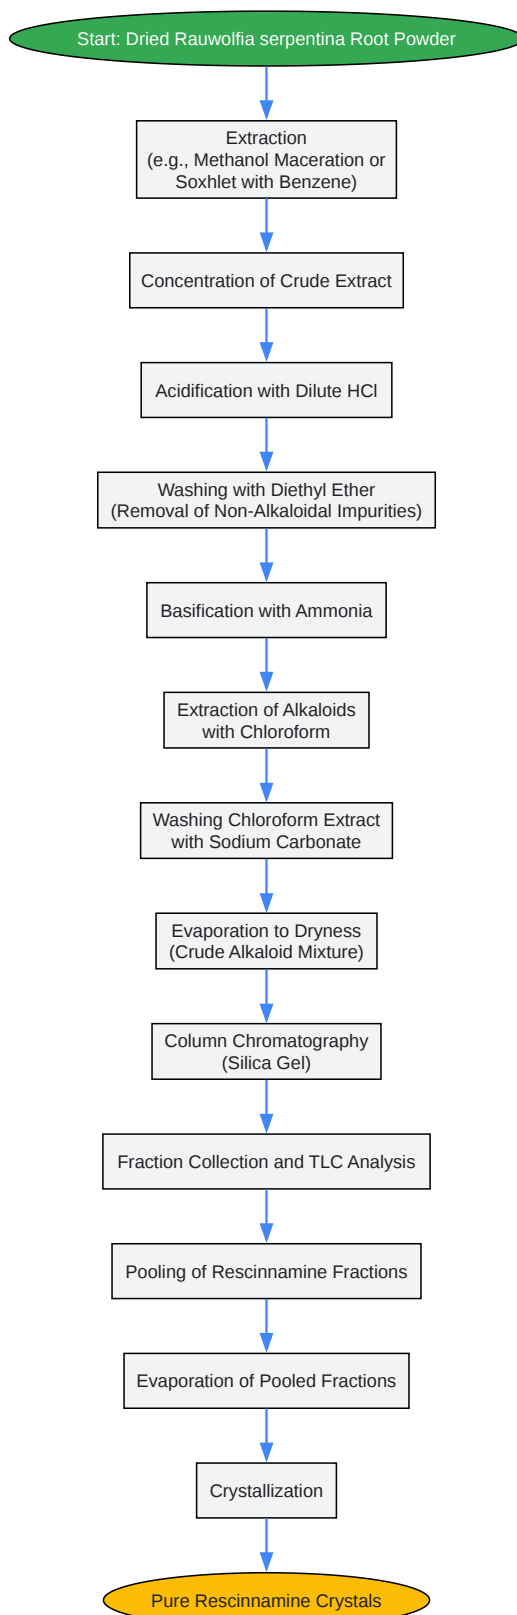 Start: Dried Rauwolfia serpentina Root Powder
Extraction
(e.g., Methanol Maceration or
Soxhlet with Benzene)
Concentration of Crude Extract
Acidification with Dilute HCl
Washing with Diethyl Ether
(Removal of Non-Alkaloidal Impurities)
Basification with Ammonia
Extraction of Alkaloids
with Chloroform
Washing Chloroform Extract
with Sodium Carbonate
Evaporation to Dryness
(Crude Alkaloid Mixture)
Column Chromatography
(Silica Gel)
Fraction Collection and TLC Analysis
Pooling of Rescinnamine Fractions
Evaporation of Pooled Fractions
Crystallization
Pure Rescinnamine Crystals